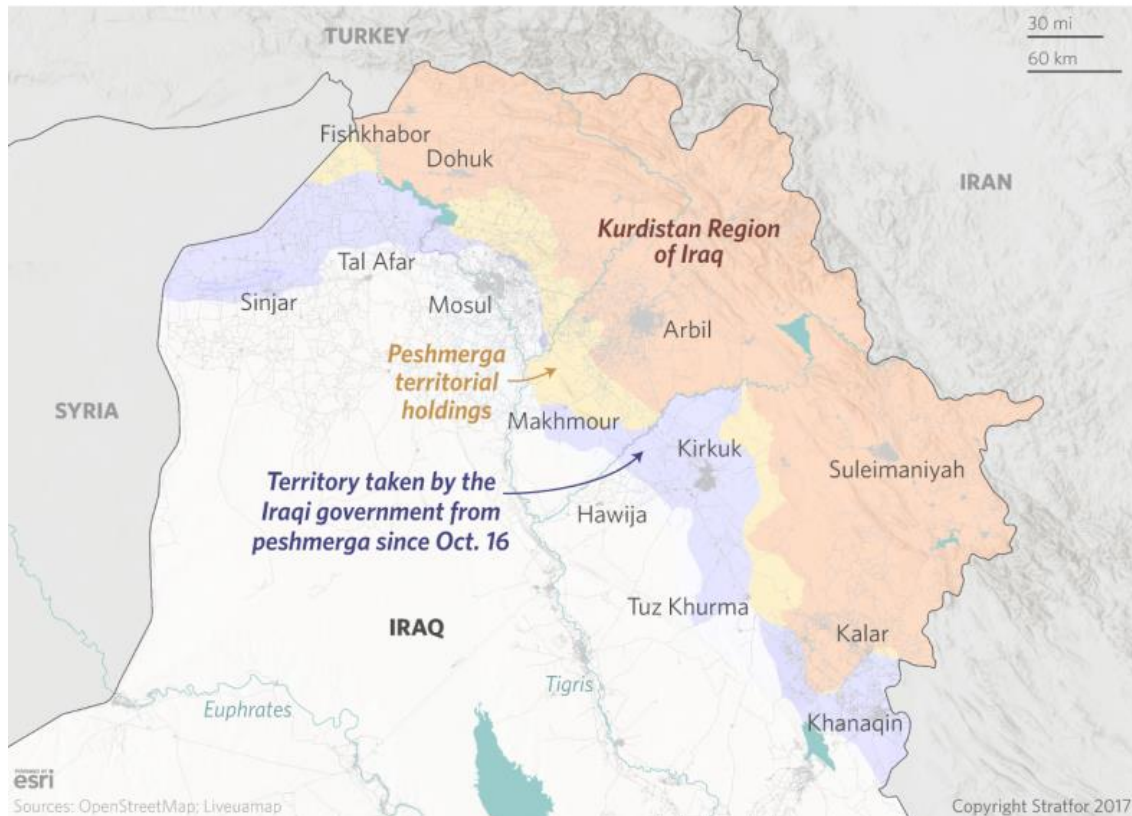 30 mi
60 km
TURKEY
Fishkhabor
Dohuk
IRAN
Kurdistan Region
of Iraq
Tal Afar
Sinjar
Mosul
Arbil
Peshmerga
territorial
holdings
SYRIA
Makhmour
Kirkuk
Suleimaniyah
Territory taken by the
Iraqi government from
peshmerga since Oct. 16
Hawija
Tuz Khurma
IRAQ
Kalar
Tigris
Euphrates
Khanaqin
POWERED BY
esri
Sources: OpenStreetMap; Liveuamap
Copyright Stratfor 2017